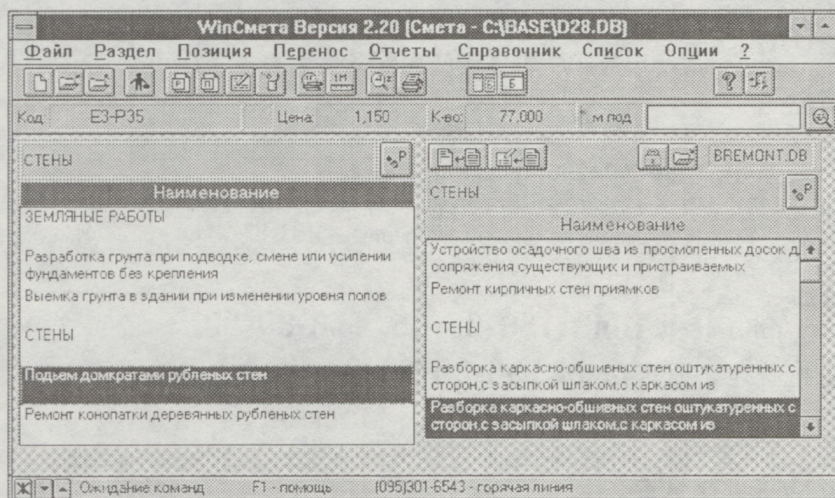 WinСмета Версия 2.20 [Смета - C:\BASE\D28.DB]
Файл Раздел Позиция Перенос Отчеты Справочник Список Опции ?
Код: E3-P35 Цена: 1,150 К-во: 77,000 м под
СТЕНЫ
Наименование
ЗЕМЛЯНЫЕ РАБОТЫ
Разработка грунта при подводке, смене или усилении
фундаментов без крепления
Выемка грунта в здании при изменении уровня полов
СТЕНЫ
Подъем домкратами рубленых стен
Ремонт конопатки деревянных рубленых стен
BREMONT.DB
СТЕНЫ
Наименование
Устройство осадочного шва из просмоленных досок д
сопряжения существующих и пристраиваемых
Ремонт кирпичных стен приямков
СТЕНЫ
Разборка каркасно-обшивных стен оштукатуренных с
сторон,с засыпкой шлаком,с каркасом из
Разборка каркасно-обшивных стен оштукатуренных с
сторон,с засыпкой шлаком,с каркасом из
Ожидание команд F1 - помощь (095)301-6543 - горячая линия